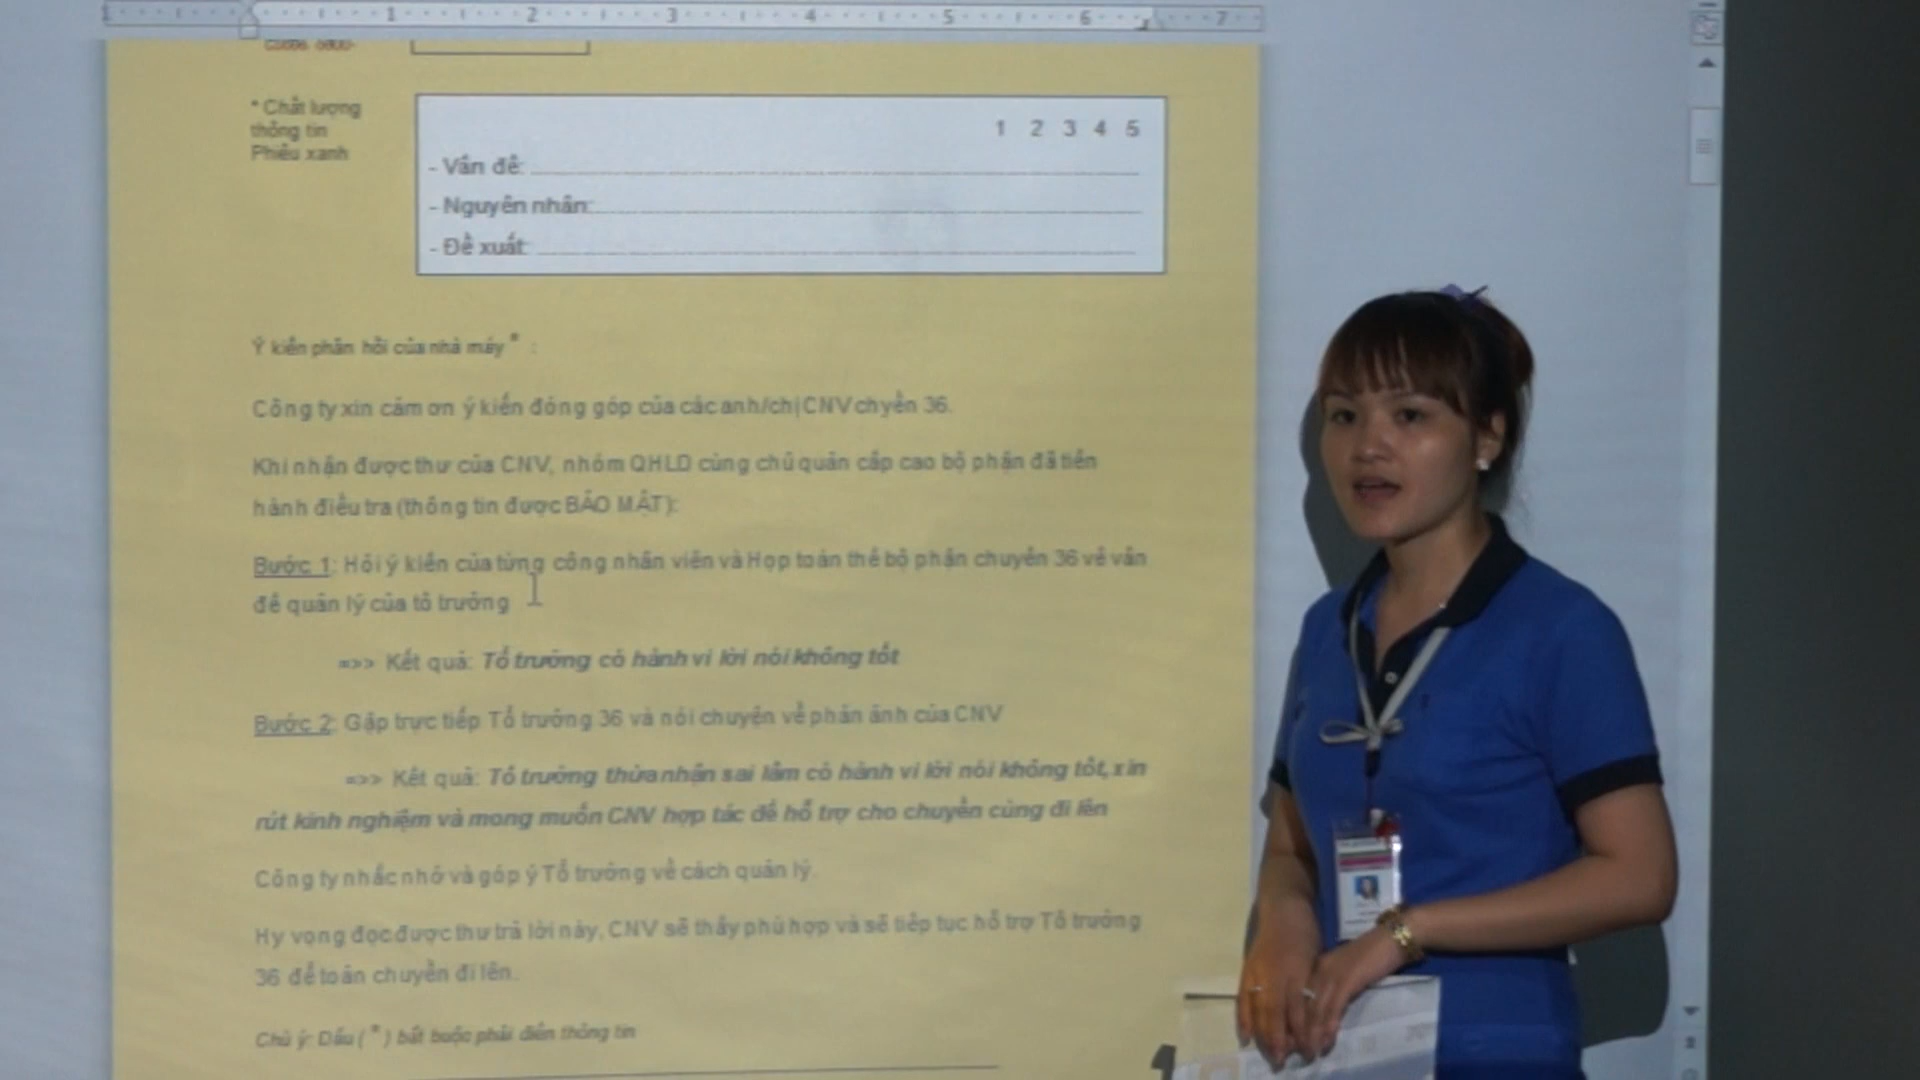 1 2 3 4 5 6 7
* Chất lượng
thông tin
Phiếu xanh
1 2 3 4 5
- Vấn đề:
- Nguyên nhân:
- Đề xuất:
Ý kiến phản hồi của nhà máy * :
Công ty xin cám ơn ý kiến đóng góp của các anh/chị CNV chyền 36.
Khi nhận được thư của CNV, nhóm QHLD cùng chủ quản cấp cao bộ phận đã tiến
hành điều tra (thông tin được BẢO MẬT):
Bước 1: Hỏi ý kiến của từng công nhân viên và Họp toàn thể bộ phận chuyền 36 về vấn
đề quản lý của tổ trưởng
=>> Kết quả: Tổ trưởng có hành vi lời nói không tốt
Bước 2: Gặp trực tiếp Tổ trưởng 36 và nói chuyện về phản ánh của CNV
=>> Kết quả: Tổ trưởng thừa nhận sai lầm có hành vi lời nói không tốt, xin
rút kinh nghiệm và mong muốn CNV hợp tác để hỗ trợ cho chuyền cùng đi lên
Công ty nhắc nhở và góp ý Tổ trưởng về cách quản lý.
Hy vọng đọc được thư trả lời này, CNV sẽ thấy phù hợp và sẽ tiếp tục hỗ trợ Tổ trưởng
36 để toàn chuyền đi lên.
Chú ý: Dấu ( * ) bắt buộc phải điền thông tin